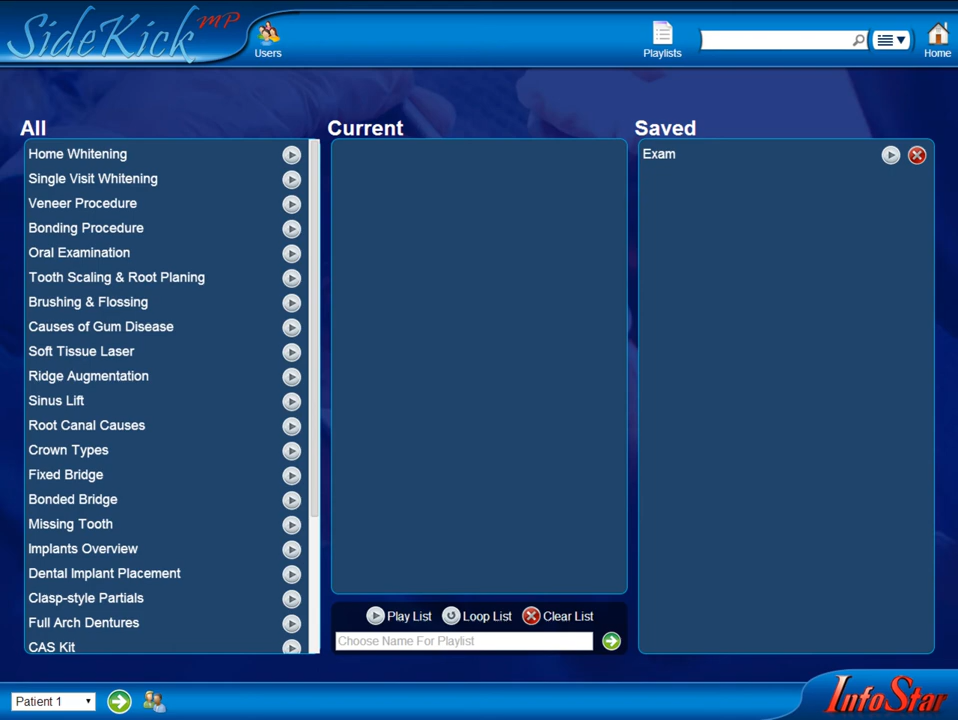 SideKick MP
Users
Playlists
Home
All
Current
Saved
Home Whitening
Single Visit Whitening
Veneer Procedure
Bonding Procedure
Oral Examination
Tooth Scaling & Root Planing
Brushing & Flossing
Causes of Gum Disease
Soft Tissue Laser
Ridge Augmentation
Sinus Lift
Root Canal Causes
Crown Types
Fixed Bridge
Bonded Bridge
Missing Tooth
Implants Overview
Dental Implant Placement
Clasp-style Partials
Full Arch Dentures
CAS Kit
Exam
Play List Loop List Clear List
Choose Name For Playlist
Patient 1
InfoStar